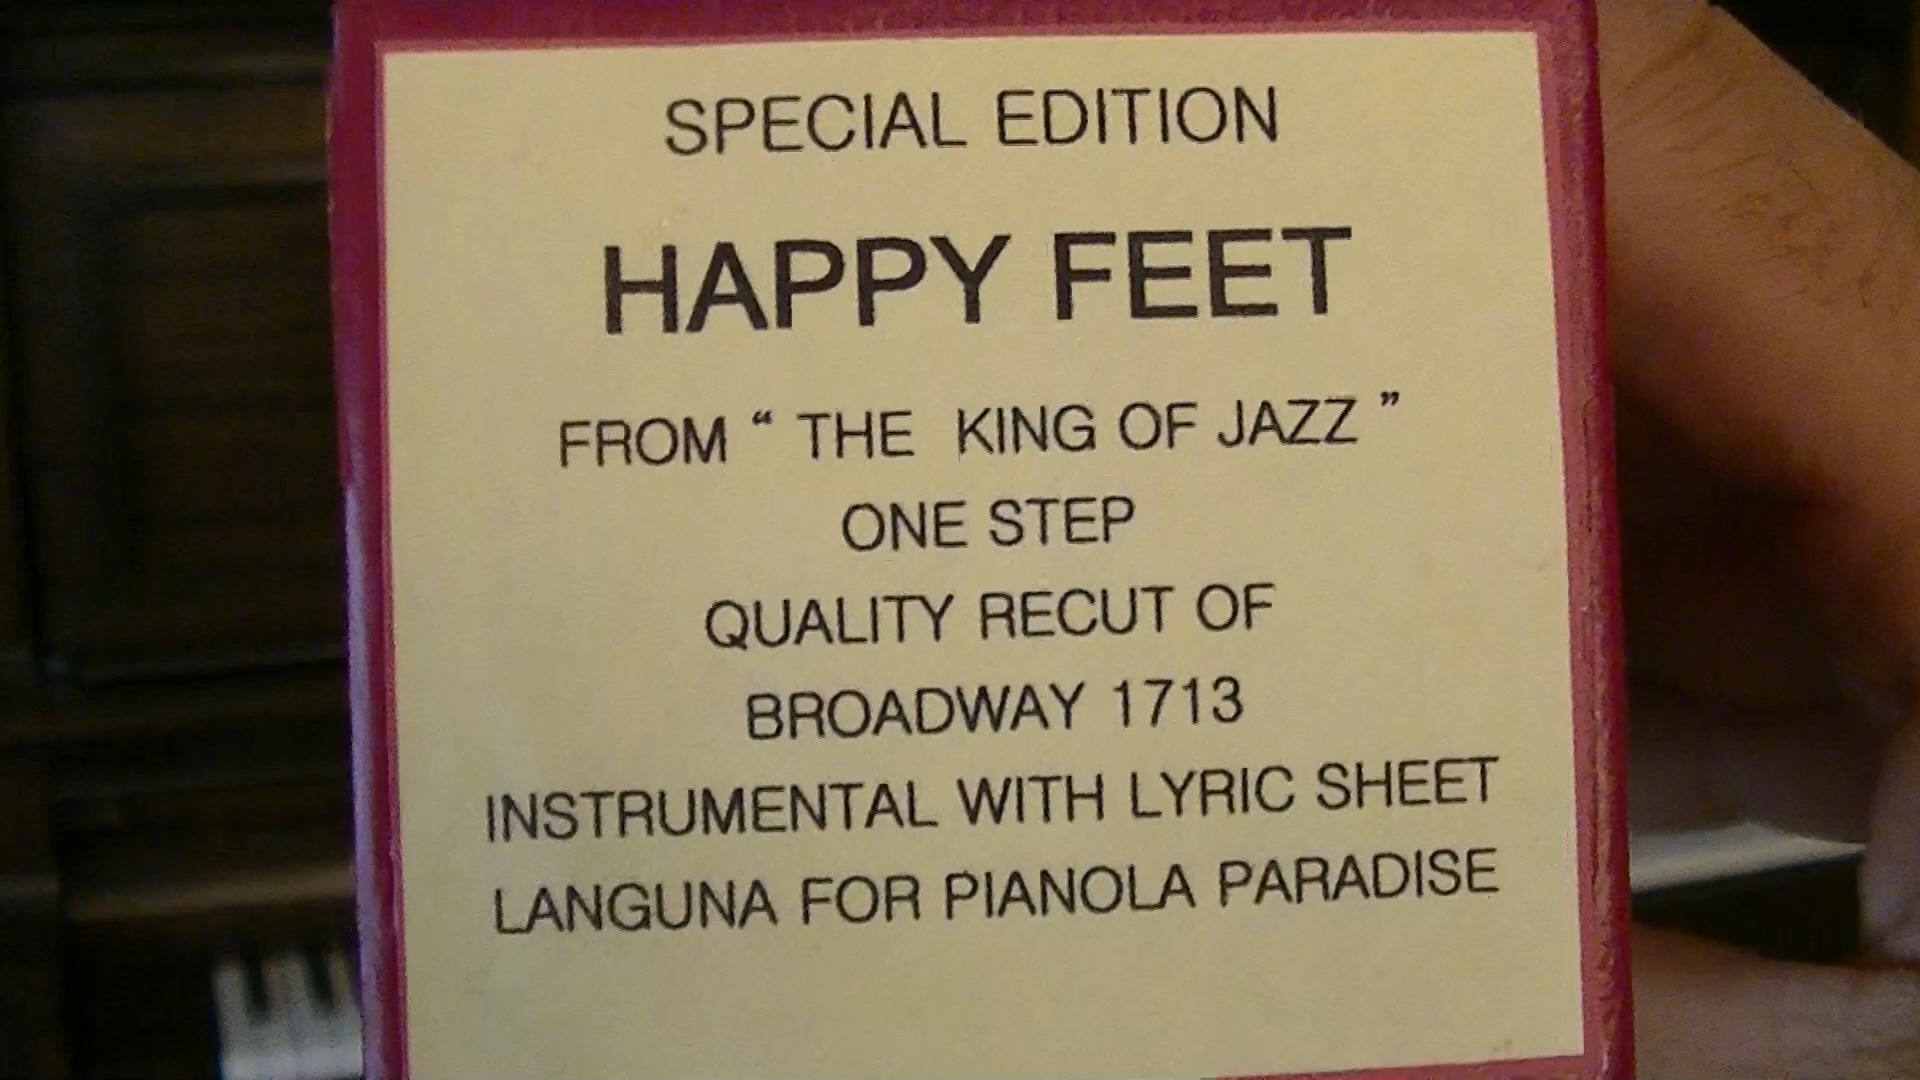 SPECIAL EDITION
HAPPY FEET
FROM “ THE KING OF JAZZ ”
ONE STEP
QUALITY RECUT OF
BROADWAY 1713
INSTRUMENTAL WITH LYRIC SHEET
LANGUNA FOR PIANOLA PARADISE